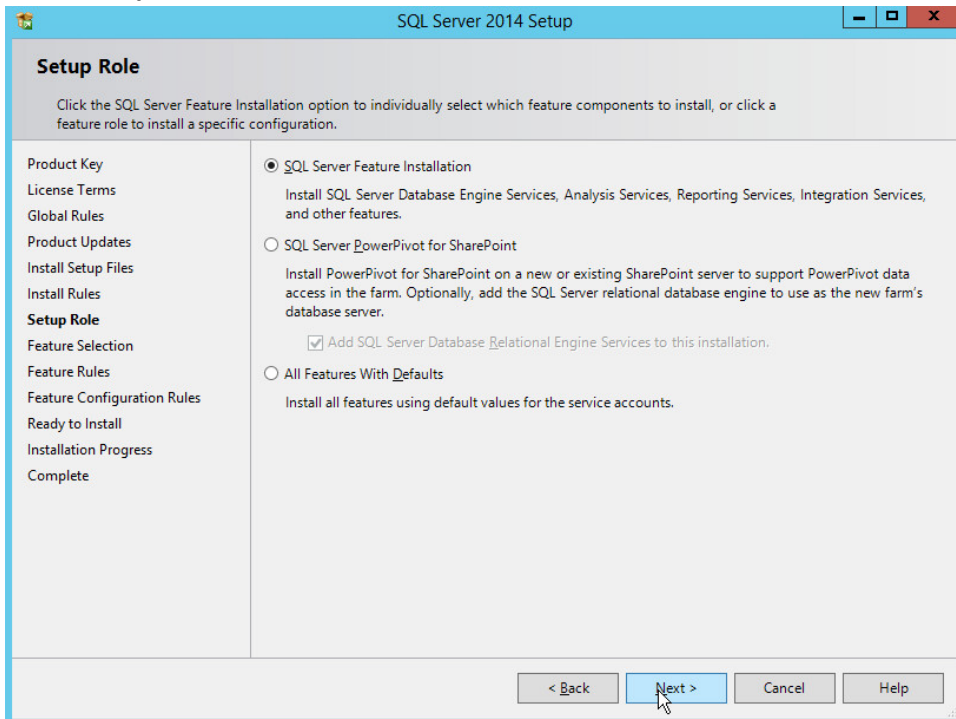 SQL Server 2014 Setup
Setup Role
Click the SQL Server Feature Installation option to individually select which feature components to install, or click a
feature role to install a specific configuration.
Product Key
License Terms
Global Rules
Product Updates
Install Setup Files
Install Rules
Setup Role
Feature Selection
Feature Rules
Feature Configuration Rules
Ready to Install
Installation Progress
Complete
SQL Server Feature Installation
Install SQL Server Database Engine Services, Analysis Services, Reporting Services, Integration Services,
and other features.
SQL Server PowerPivot for SharePoint
Install PowerPivot for SharePoint on a new or existing SharePoint server to support PowerPivot data
access in the farm. Optionally, add the SQL Server relational database engine to use as the new farm's
database server.
Add SQL Server Database Relational Engine Services to this installation.
All Features With Defaults
Install all features using default values for the service accounts.
< Back
Next >
Cancel
Help